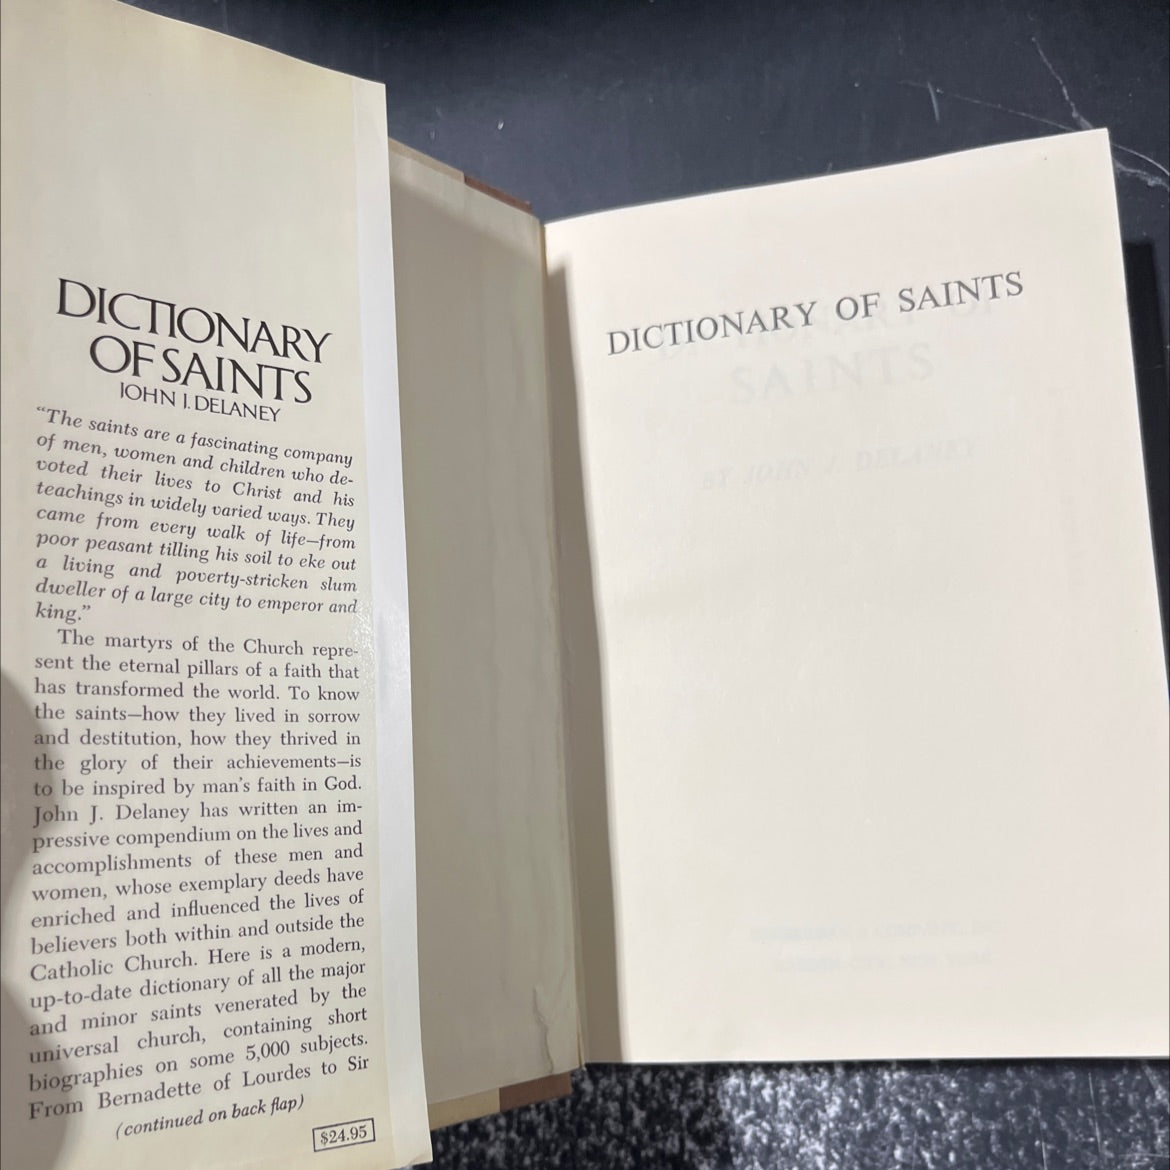 DICTIONARY
OF SAINTS
JOHN J. DELANEY
“The saints are a fascinating company
of men, women and children who de-
voted their lives to Christ and his
teachings in widely varied ways. They
came from every walk of life—from
poor peasant tilling his soil to eke out
a living and poverty-stricken slum
dweller of a large city to emperor and
king.”
The martyrs of the Church repre-
sent the eternal pillars of a faith that
has transformed the world. To know
the saints—how they lived in sorrow
and destitution, how they thrived in
the glory of their achievements—is
to be inspired by man's faith in God.
John J. Delaney has written an im-
pressive compendium on the lives and
accomplishments of these men and
women, whose exemplary deeds have
enriched and influenced the lives of
believers both within and outside the
Catholic Church. Here is a modern,
up-to-date dictionary of all the major
and minor saints venerated by the
universal church, containing short
biographies on some 5,000 subjects.
From Bernadette of Lourdes to Sir
(continued on back flap)
$24.95
DICTIONARY OF SAINTS
SAINTS
BY JOHN J. DELANEY